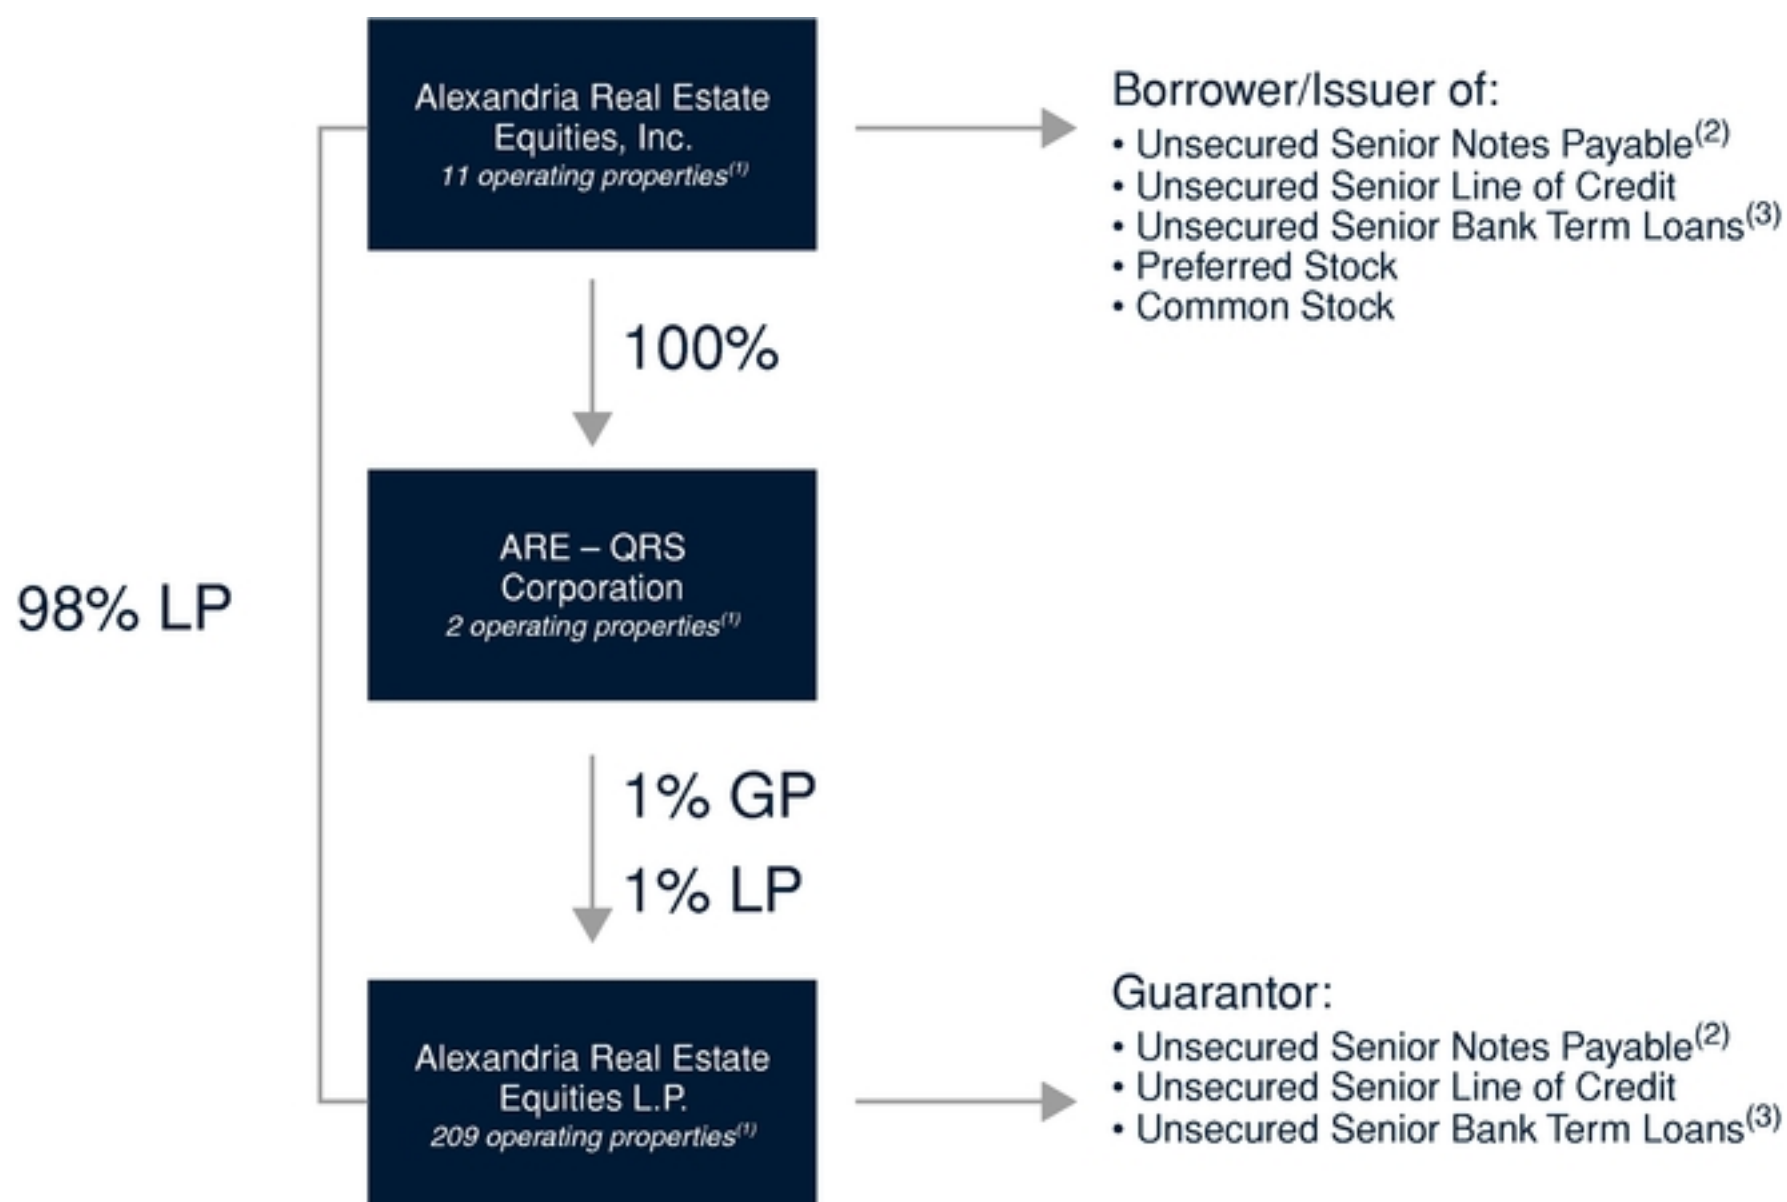 Alexandria Real Estate
Equities, Inc.
11 operating properties(1)
Borrower/Issuer of:
• Unsecured Senior Notes Payable(2)
• Unsecured Senior Line of Credit
• Unsecured Senior Bank Term Loans(3)
• Preferred Stock
• Common Stock
100%
ARE – QRS
Corporation
2 operating properties(1)
98% LP
1% GP
1% LP
Alexandria Real Estate
Equities L.P.
209 operating properties(1)
Guarantor:
• Unsecured Senior Notes Payable(2)
• Unsecured Senior Line of Credit
• Unsecured Senior Bank Term Loans(3)